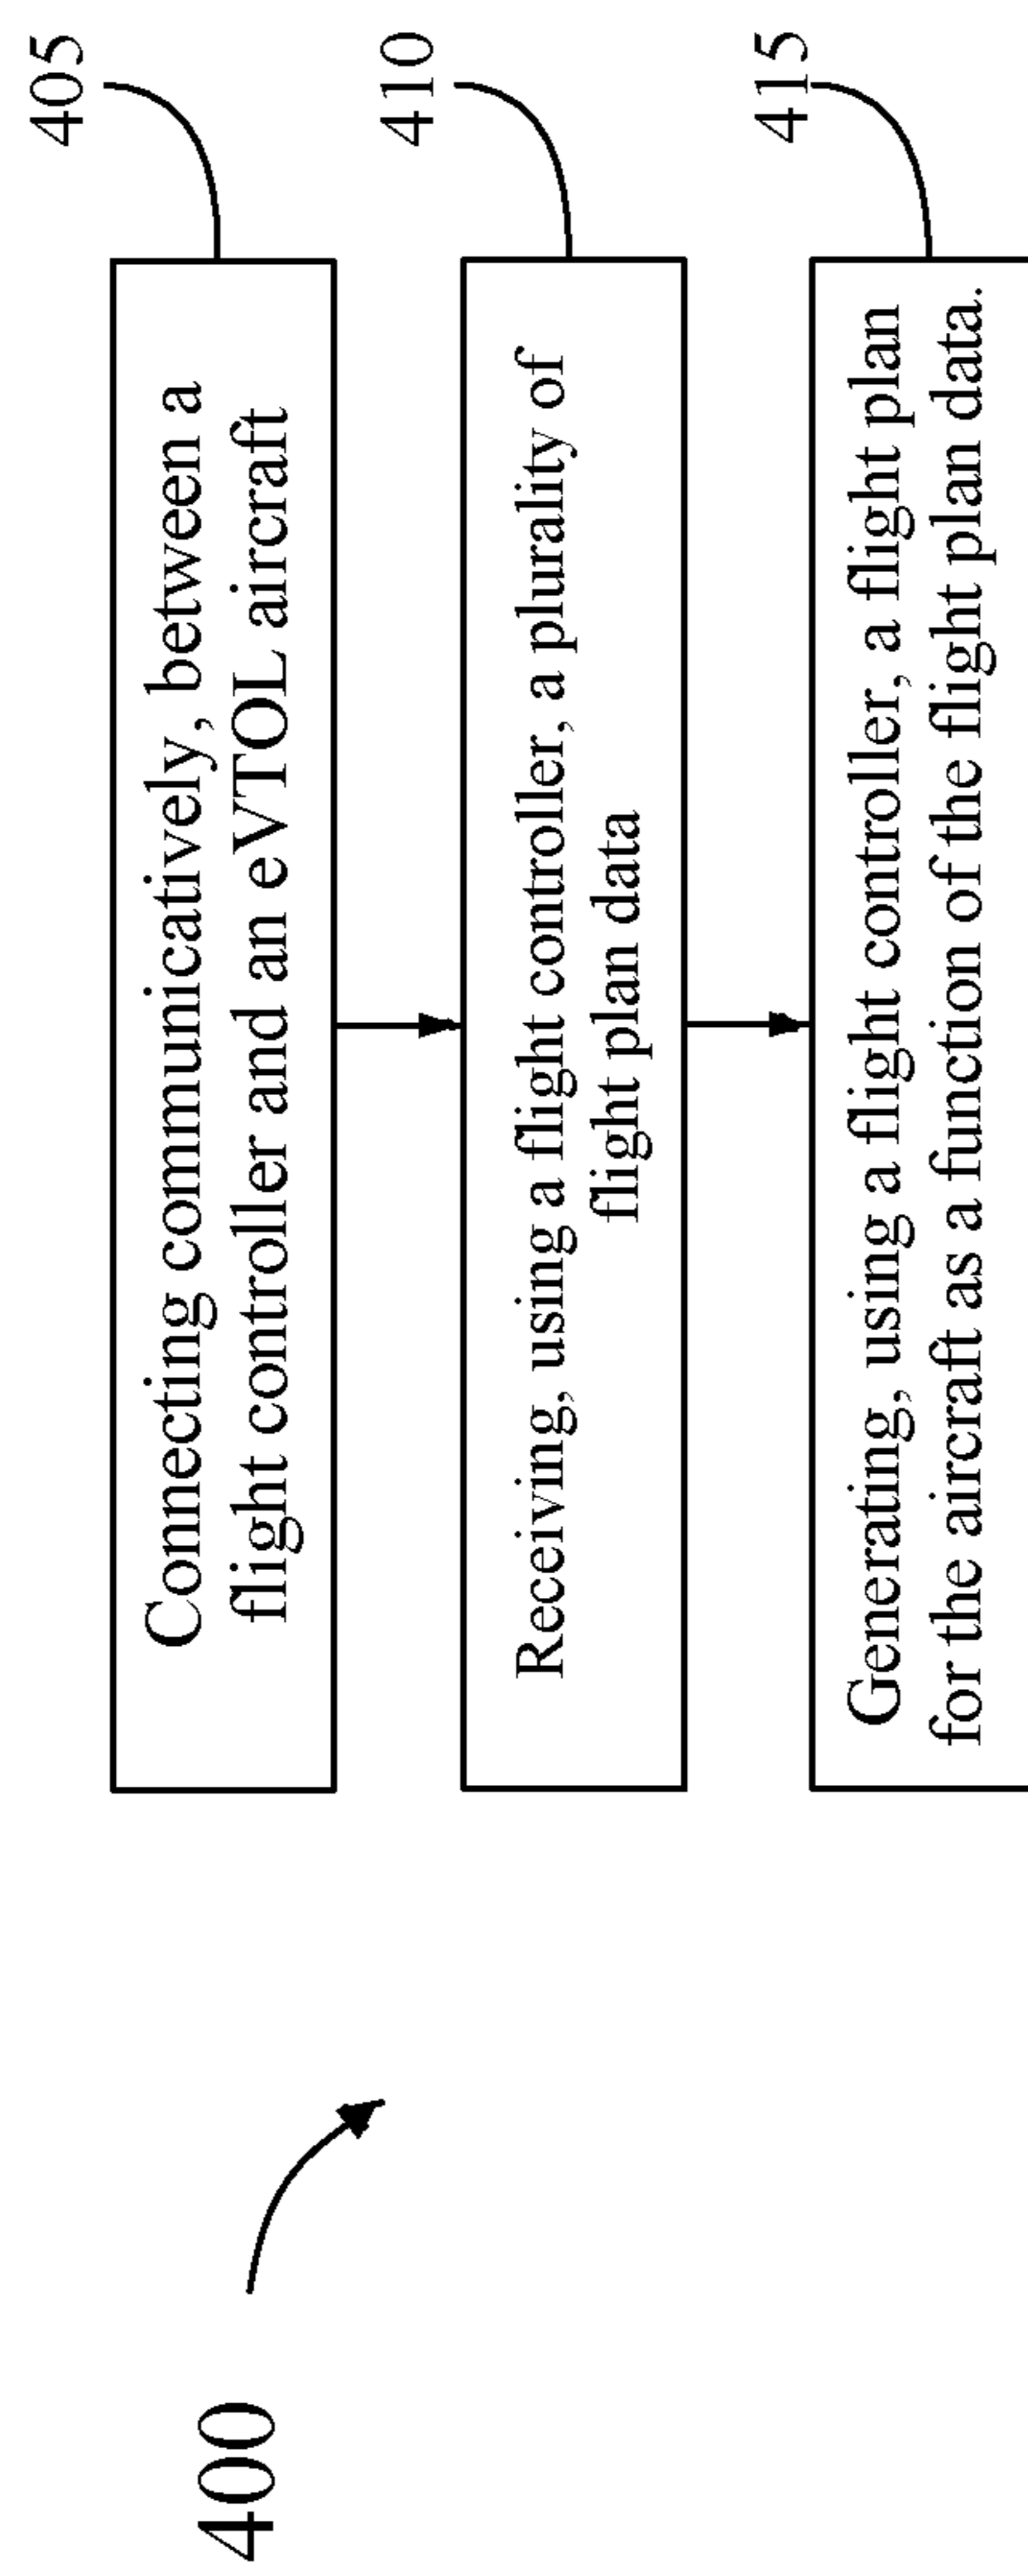 400
405
Connecting communicatively, between a
flight controller and an eVTOL aircraft
410
Receiving, using a flight controller, a plurality of
flight plan data
415
Generating, using a flight controller, a flight plan
for the aircraft as a function of the flight plan data.